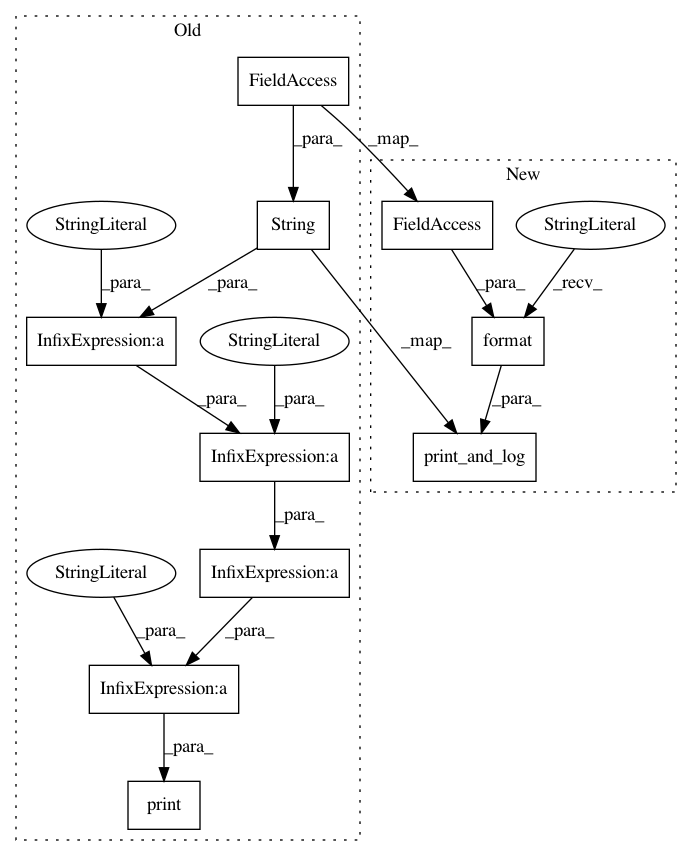 Old
FieldAccess
_para_
_map_
New
StringLiteral
String
FieldAccess
StringLiteral
_para_
_para_
_para_
_recv_
InfixExpression:a
StringLiteral
_map_
format
_para_
_para_
_para_
InfixExpression:a
print_and_log
_para_
StringLiteral
InfixExpression:a
_para_
_para_
InfixExpression:a
_para_
print